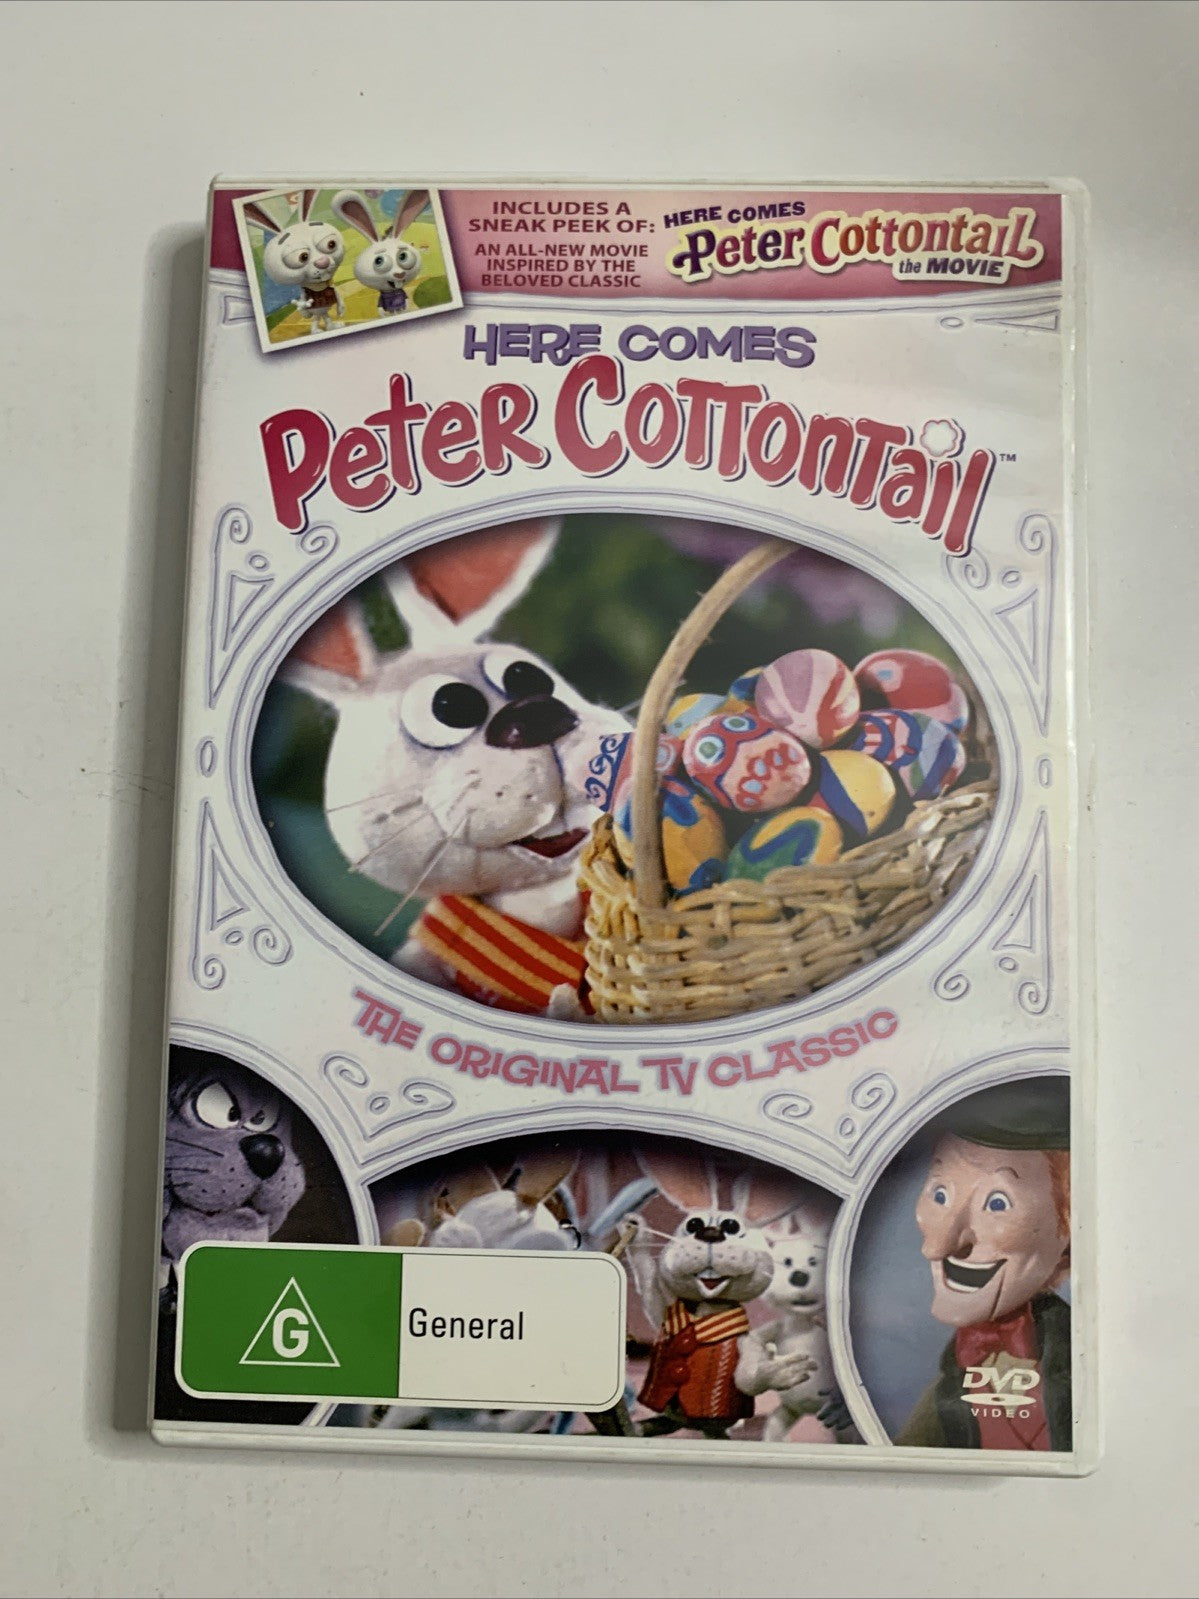 INCLUDES A
SNEAK PEEK OF:
AN ALL-NEW MOVIE
INSPIRED BY THE
BELOVED CLASSIC
HERE COMES
Peter Cottontail
the MOVIE
HERE COMES
Peter Cottontail™
THE ORIGINAL TV CLASSIC
G
General
DVD
VIDEO